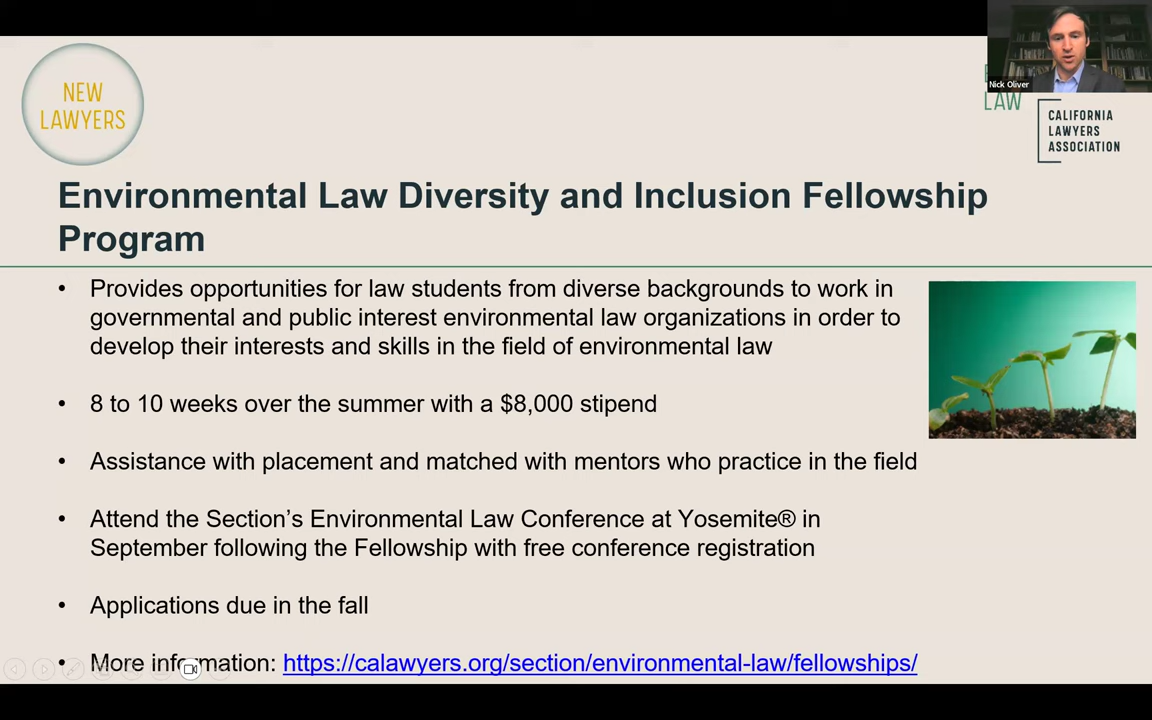 NEW
LAWYERS
Nick Oliver
LAW
CALIFORNIA
LAWYERS
ASSOCIATION
Environmental Law Diversity and Inclusion Fellowship
Program
• Provides opportunities for law students from diverse backgrounds to work in
governmental and public interest environmental law organizations in order to
develop their interests and skills in the field of environmental law
• 8 to 10 weeks over the summer with a $8,000 stipend
• Assistance with placement and matched with mentors who practice in the field
• Attend the Section’s Environmental Law Conference at Yosemite® in
September following the Fellowship with free conference registration
• Applications due in the fall
• More information: https://calawyers.org/section/environmental-law/fellowships/